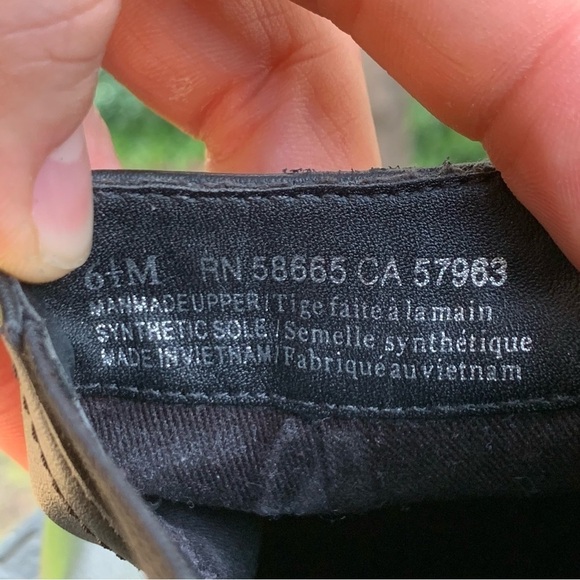 6½M RN 58665 CA 57963
MANMADEUPPER/Tige faite à la main
SYNTHETIC SOLE/Semelle synthétique
MADE IN VIETNAM/Fabrique au vietnam